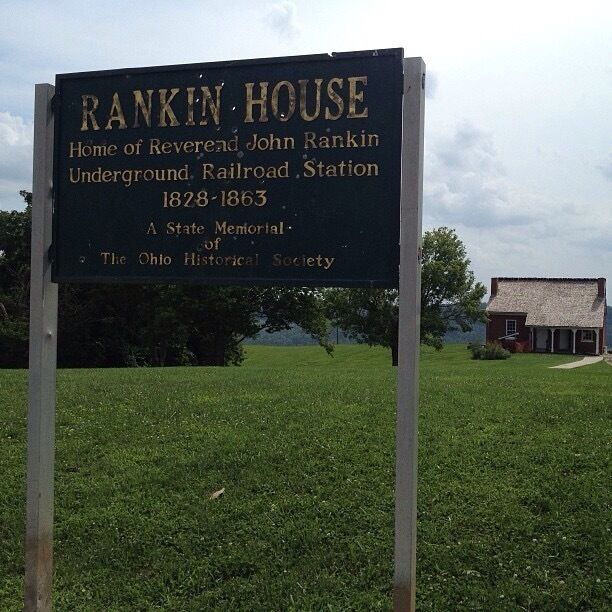 RANKIN HOUSE
Home of Reverend John Rankin
Underground Railroad Station
1828-1863
A State Memorial
of
The Ohio Historical Society